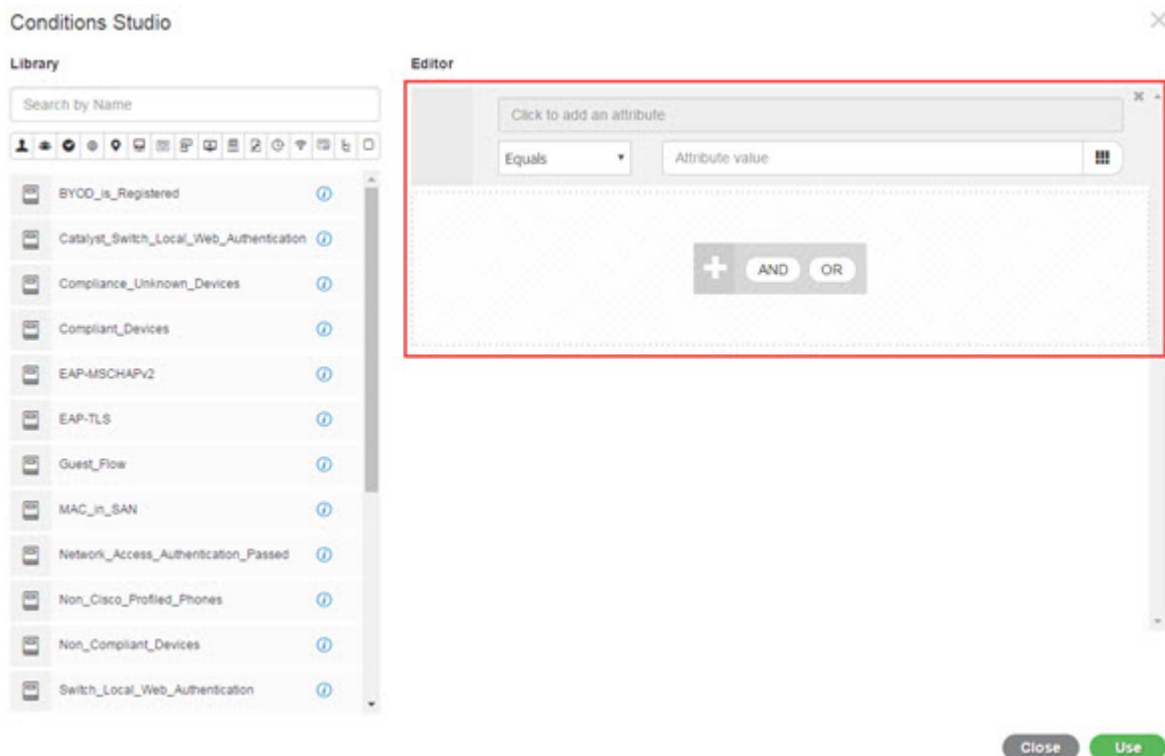 Conditions Studio
Library
Search by Name
BYOD_is_Registered
Catalyst_Switch_Local_Web_Authentication
Compliance_Unknown_Devices
Compliant_Devices
EAP-MSCHAPv2
EAP-TLS
Guest_Flow
MAC_in_SAN
Network_Access_Authentication_Passed
Non_Cisco_Profiled_Phones
Non_Compliant_Devices
Switch_Local_Web_Authentication
Editor
Click to add an attribute
Equals
Attribute value
AND OR
Close Use